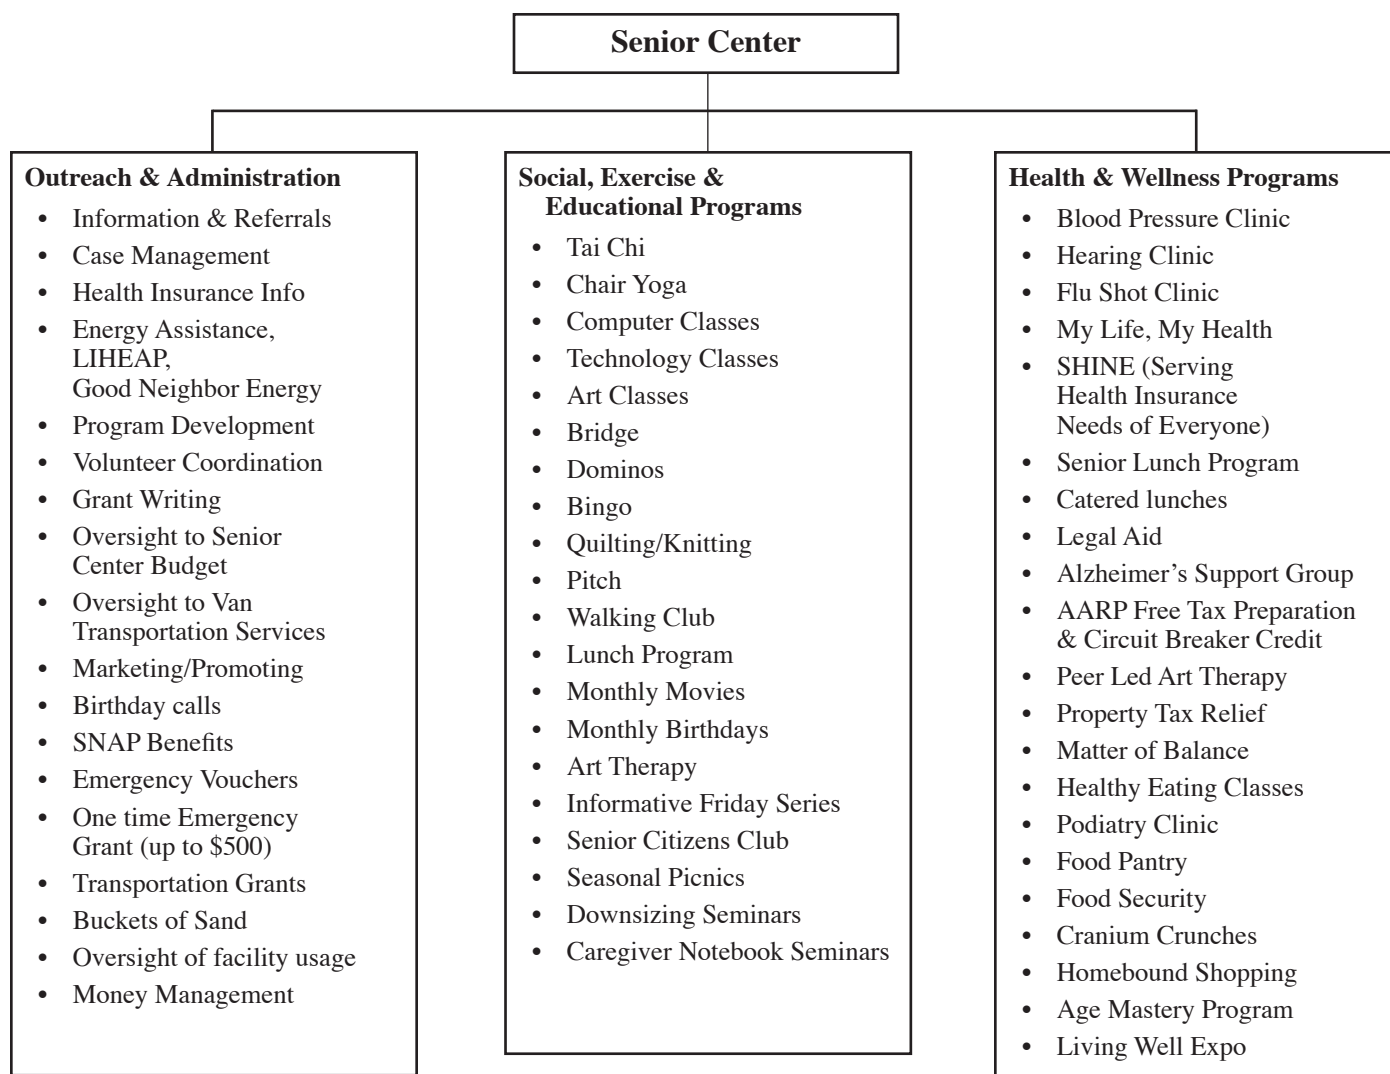 Senior Center
Outreach & Administration
• Information & Referrals
• Case Management
• Health Insurance Info
• Energy Assistance,
LIHEAP,
Good Neighbor Energy
• Program Development
• Volunteer Coordination
• Grant Writing
• Oversight to Senior
Center Budget
• Oversight to Van
Transportation Services
• Marketing/Promoting
• Birthday calls
• SNAP Benefits
• Emergency Vouchers
• One time Emergency
Grant (up to $500)
• Transportation Grants
• Buckets of Sand
• Oversight of facility usage
• Money Management
Social, Exercise &
Educational Programs
• Tai Chi
• Chair Yoga
• Computer Classes
• Technology Classes
• Art Classes
• Bridge
• Dominos
• Bingo
• Quilting/Knitting
• Pitch
• Walking Club
• Lunch Program
• Monthly Movies
• Monthly Birthdays
• Art Therapy
• Informative Friday Series
• Senior Citizens Club
• Seasonal Picnics
• Downsizing Seminars
• Caregiver Notebook Seminars
Health & Wellness Programs
• Blood Pressure Clinic
• Hearing Clinic
• Flu Shot Clinic
• My Life, My Health
• SHINE (Serving
Health Insurance
Needs of Everyone)
• Senior Lunch Program
• Catered lunches
• Legal Aid
• Alzheimer’s Support Group
• AARP Free Tax Preparation
& Circuit Breaker Credit
• Peer Led Art Therapy
• Property Tax Relief
• Matter of Balance
• Healthy Eating Classes
• Podiatry Clinic
• Food Pantry
• Food Security
• Cranium Crunches
• Homebound Shopping
• Age Mastery Program
• Living Well Expo